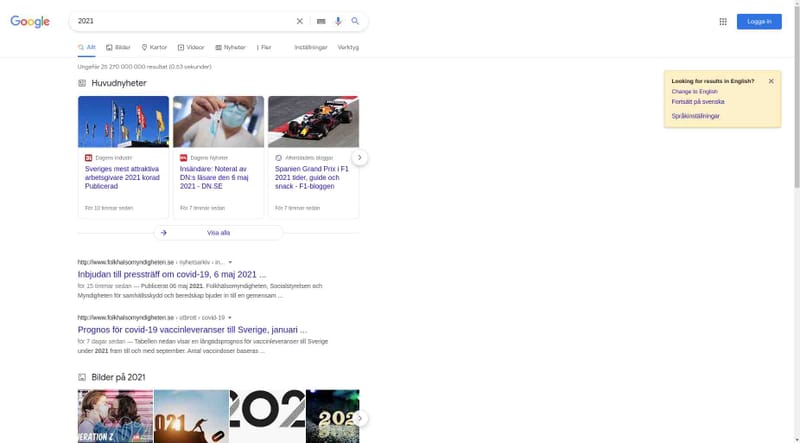 Google
2021
Logga in
Allt
Bilder
Kartor
Videor
Nyheter
Fler
Inställningar
Verktyg
Ungefär 25 270 000 000 resultat (0,63 sekunder)
Looking for results in English?
Change to English
Fortsätt på svenska
Språkinställningar
Huvudnyheter
Dagens industri
Sveriges mest attraktiva
arbetsgivare 2021 korad
Publicerad
För 10 timmar sedan
Dagens Nyheter
Insändare: Noterat av
DN:s läsare den 6 maj
2021 - DN.SE
För 7 timmar sedan
Aftonbladets bloggar
Spanien Grand Prix i F1
2021 tider, guide och
snack - F1-bloggen
För 7 timmar sedan
Visa alla
http://www.folkhalsomyndigheten.se › nyhetsarkiv › in...
Inbjudan till pressträff om covid-19, 6 maj 2021 ...
för 15 timmar sedan — Publicerat 06 maj 2021. Folkhälsomyndigheten, Socialstyrelsen och
Myndigheten för samhällsskydd och beredskap bjuder in till en gemensam ...
http://www.folkhalsomyndigheten.se › utbrott › covid-19
Prognos för covid-19 vaccinleveranser till Sverige, januari ...
för 7 dagar sedan — Tabellen nedan visar en långtidsprognos för vaccinleveranser till Sverige
under 2021 fram till och med september. Antal vaccindoser baseras ...
Bilder på 2021
ERATION Z
021
202
202